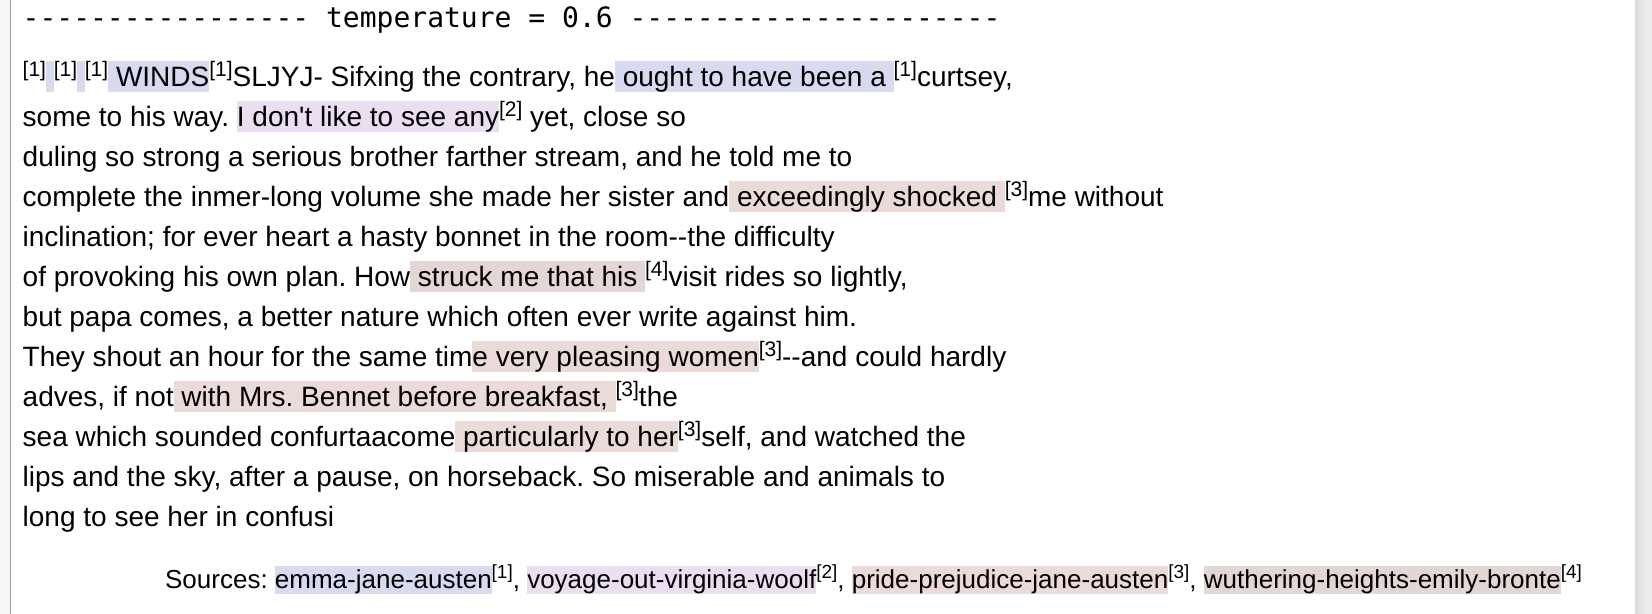 ----------------- temperature = 0.6 ----------------------
[1] [1] [1] WINDS[1]SLJYJ- Sifxing the contrary, he ought to have been a [1]curtsey,
some to his way. I don't like to see any[2] yet, close so
duling so strong a serious brother farther stream, and he told me to
complete the inmer-long volume she made her sister and exceedingly shocked [3]me without
inclination; for ever heart a hasty bonnet in the room--the difficulty
of provoking his own plan. How struck me that his [4]visit rides so lightly,
but papa comes, a better nature which often ever write against him.
They shout an hour for the same time very pleasing women[3]--and could hardly
adves, if not with Mrs. Bennet before breakfast, [3]the
sea which sounded confurtaacome particularly to her[3]self, and watched the
lips and the sky, after a pause, on horseback. So miserable and animals to
long to see her in confusi
Sources: emma-jane-austen[1], voyage-out-virginia-woolf[2], pride-prejudice-jane-austen[3], wuthering-heights-emily-bronte[4]